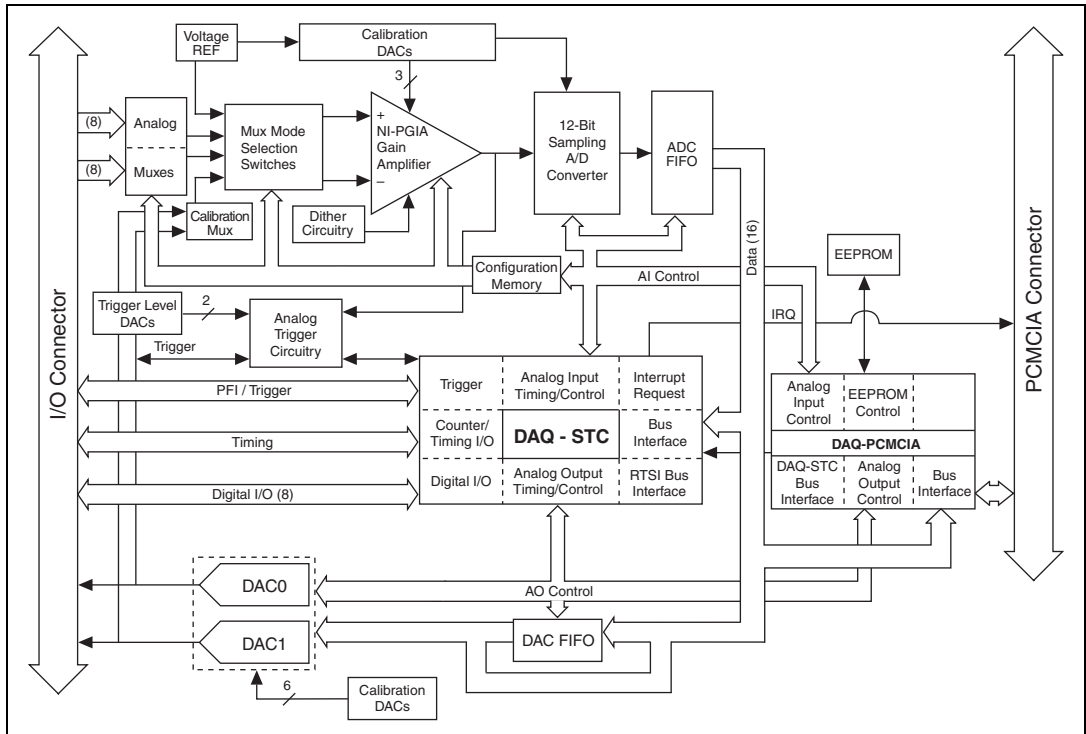 Voltage
REF
Calibration
DACs
3
(8)
(8)
Analog
Muxes
Mux Mode
Selection
Switches
+
NI-PGIA
Gain
Amplifier
–
12-Bit
Sampling
A/D
Converter
ADC
FIFO
Calibration
Mux
Dither
Circuitry
Data (16)
Configuration
Memory
AI Control
EEPROM
IRQ
I/O Connector
PCMCIA Connector
Trigger Level
DACs
2
Analog
Trigger
Circuitry
Trigger
PFI / Trigger
Timing
Digital I/O (8)
Trigger
Analog Input
Timing/Control
Interrupt
Request
Counter/
Timing I/O
DAQ - STC
Bus
Interface
Digital I/O
Analog Output
Timing/Control
RTSI Bus
Interface
Analog
Input
Control
EEPROM
Control
DAQ-PCMCIA
DAQ-STC
Bus
Interface
Analog
Output
Control
Bus
Interface
DAC0
AO Control
DAC1
DAC FIFO
6
Calibration
DACs